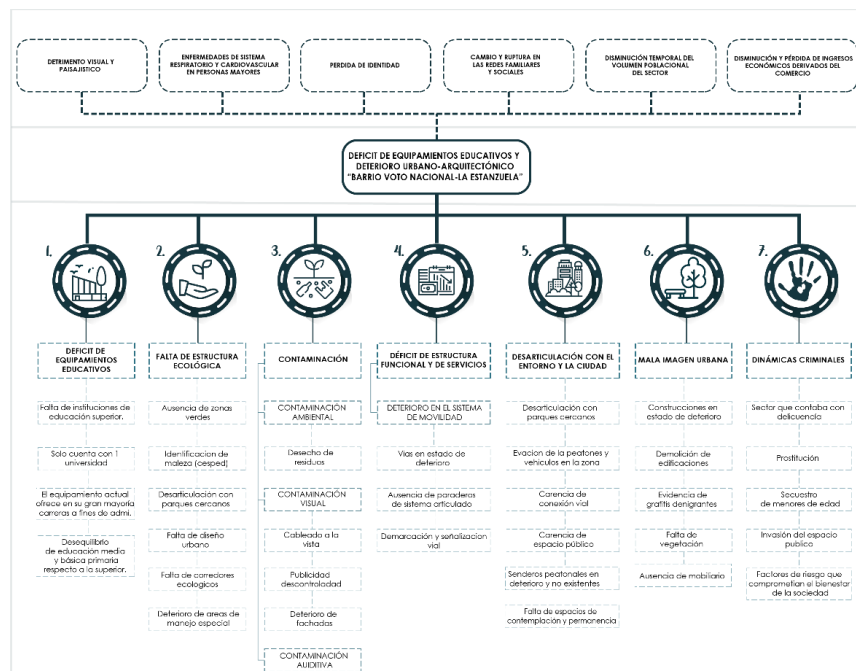 DETRIMENTO VISUAL Y
PAISAJISTICO
ENFERMEDADES DE SISTEMA
RESPIRATORIO Y CARDIOVASCULAR
EN PERSONAS MAYORES
PERDIDA DE IDENTIDAD
CAMBIO Y RUPTURA EN
LAS REDES FAMILIARES
Y SOCIALES
DISMINUCIÓN TEMPORAL DEL
VOLUMEN POBLACIONAL
DEL SECTOR
DISMINUCIÓN Y PÉRDIDA DE INGRESOS
ECONÓMICOS DERIVADOS DEL
COMERCIO
DEFICIT DE EQUIPAMIENTOS EDUCATIVOS Y
DETERIORO URBANO-ARQUITECTÓNICO
"BARRIO VOTO NACIONAL-LA ESTANZUELA"
1.
DEFICIT DE
EQUIPAMIENTOS
EDUCATIVOS
Falta de instituciones de
educación superior.
Solo cuenta con 1
universidad
El equipamiento actual
ofrece en su gran mayoría
carreras a fines de admi.
Desequilibrio
de educación media y
básica primaria
respecto a la superior.
2.
FALTA DE ESTRUCTURA
ECOLÓGICA
Ausencia de zonas
verdes
Identificacion de
maleza (cesped)
Desarticulación con
parques cercanos
Falta de diseño
urbano
Falta de corredores
ecologicos
Deterioro de areas de
manejo especial
3.
CONTAMINACIÓN
CONTAMINACIÓN
AMBIENTAL
Desecho de
residuos
CONTAMINACIÓN
VISUAL
Cableado a la
vista
Publicidad
descontroladad
Deterioro de
fachadas
CONTAMINACIÓN
AUIDITIVA
4.
DÉFICIT DE ESTRUCTURA
FUNCIONAL Y DE SERVICIOS
DETERIORO EN EL SISTEMA
DE MOVILIDAD
Vias en estado de
deterioro
Ausencia de paraderos
de sistema articulado
Demarcación y señalizacion
vial
5.
DESARTICULACIÓN CON EL
ENTORNO Y LA CIUDAD
Desarticulación con
parques cercanos
Evacion de la peatones y
vehiculos en la zona
Carencia de
conexión vial
Carencia de
espacio público
Senderos peatonales en
deterioro y no existentes
Falta de espacios de
contemplación y permanencia
6.
MALA IMAGEN URBANA
Construcciones en
estado de deterioro
Demolición de
edificaciones
Evidencia de
grafitis denigrantes
Falta de
vegetación
Ausencia de mobiliario
7.
DINÁMICAS CRIMINALES
Sector que contaba con
delicuencia
Prostitución
Secuestro
de menores de edad
Invasión del espacio
publico
Factores de riesgo que
comprometian el bienestar
de la sociedad